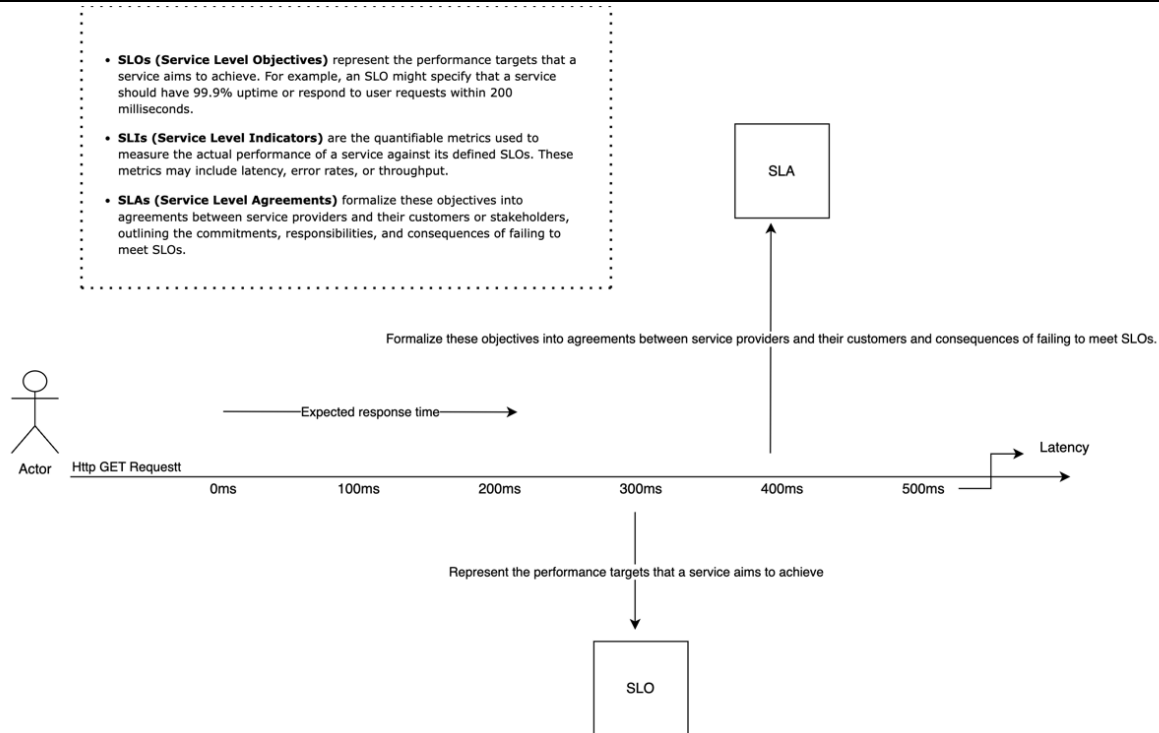 • SLOs (Service Level Objectives) represent the performance targets that a
service aims to achieve. For example, an SLO might specify that a service
should have 99.9% uptime or respond to user requests within 200
milliseconds.
• SLIs (Service Level Indicators) are the quantifiable metrics used to
measure the actual performance of a service against its defined SLOs. These
metrics may include latency, error rates, or throughput.
• SLAs (Service Level Agreements) formalize these objectives into
agreements between service providers and their customers or stakeholders,
outlining the commitments, responsibilities, and consequences of failing to
meet SLOs.
SLA
Formalize these objectives into agreements between service providers and their customers and consequences of failing to meet SLOs.
Expected response time
Latency
Actor
Http GET Requestt
0ms 100ms 200ms 300ms 400ms 500ms
Represent the performance targets that a service aims to achieve
SLO